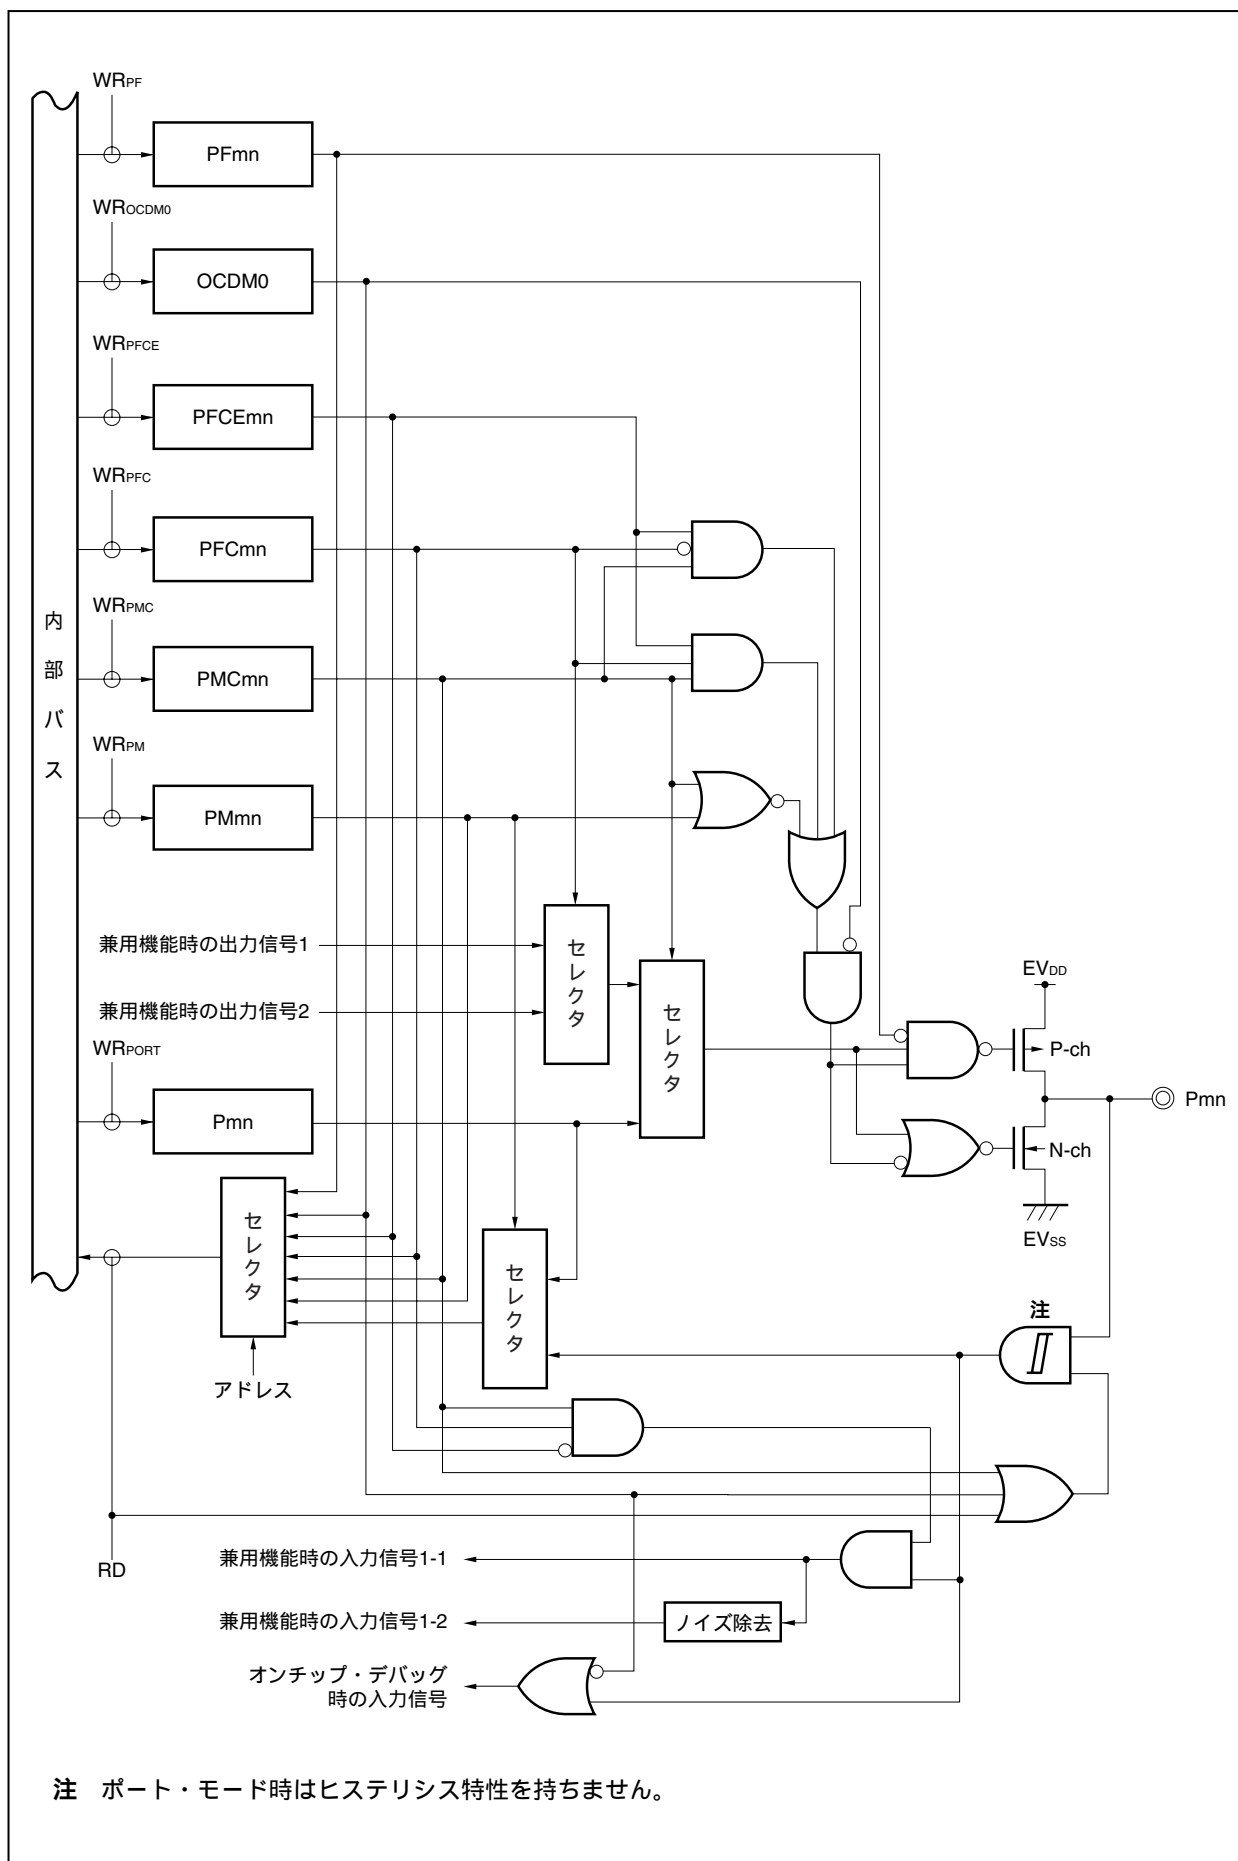 WRPF
PFmn
WROCDM0
OCDM0
WRPFCE
PFCEmn
WRPFC
PFCmn
WRPMC
PMCmn
内部バス
WRPM
PMmn
兼用機能時の出力信号1
兼用機能時の出力信号2
セレクタ
セレクタ
WRPORT
Pmn
EVDD
P-ch
Pmn
N-ch
EVSS
セレクタ
セレクタ
アドレス
注
RD
兼用機能時の入力信号1-1
兼用機能時の入力信号1-2
ノイズ除去
オンチップ・デバッグ
時の入力信号
注 ポート・モード時はヒステリシス特性を持ちません。